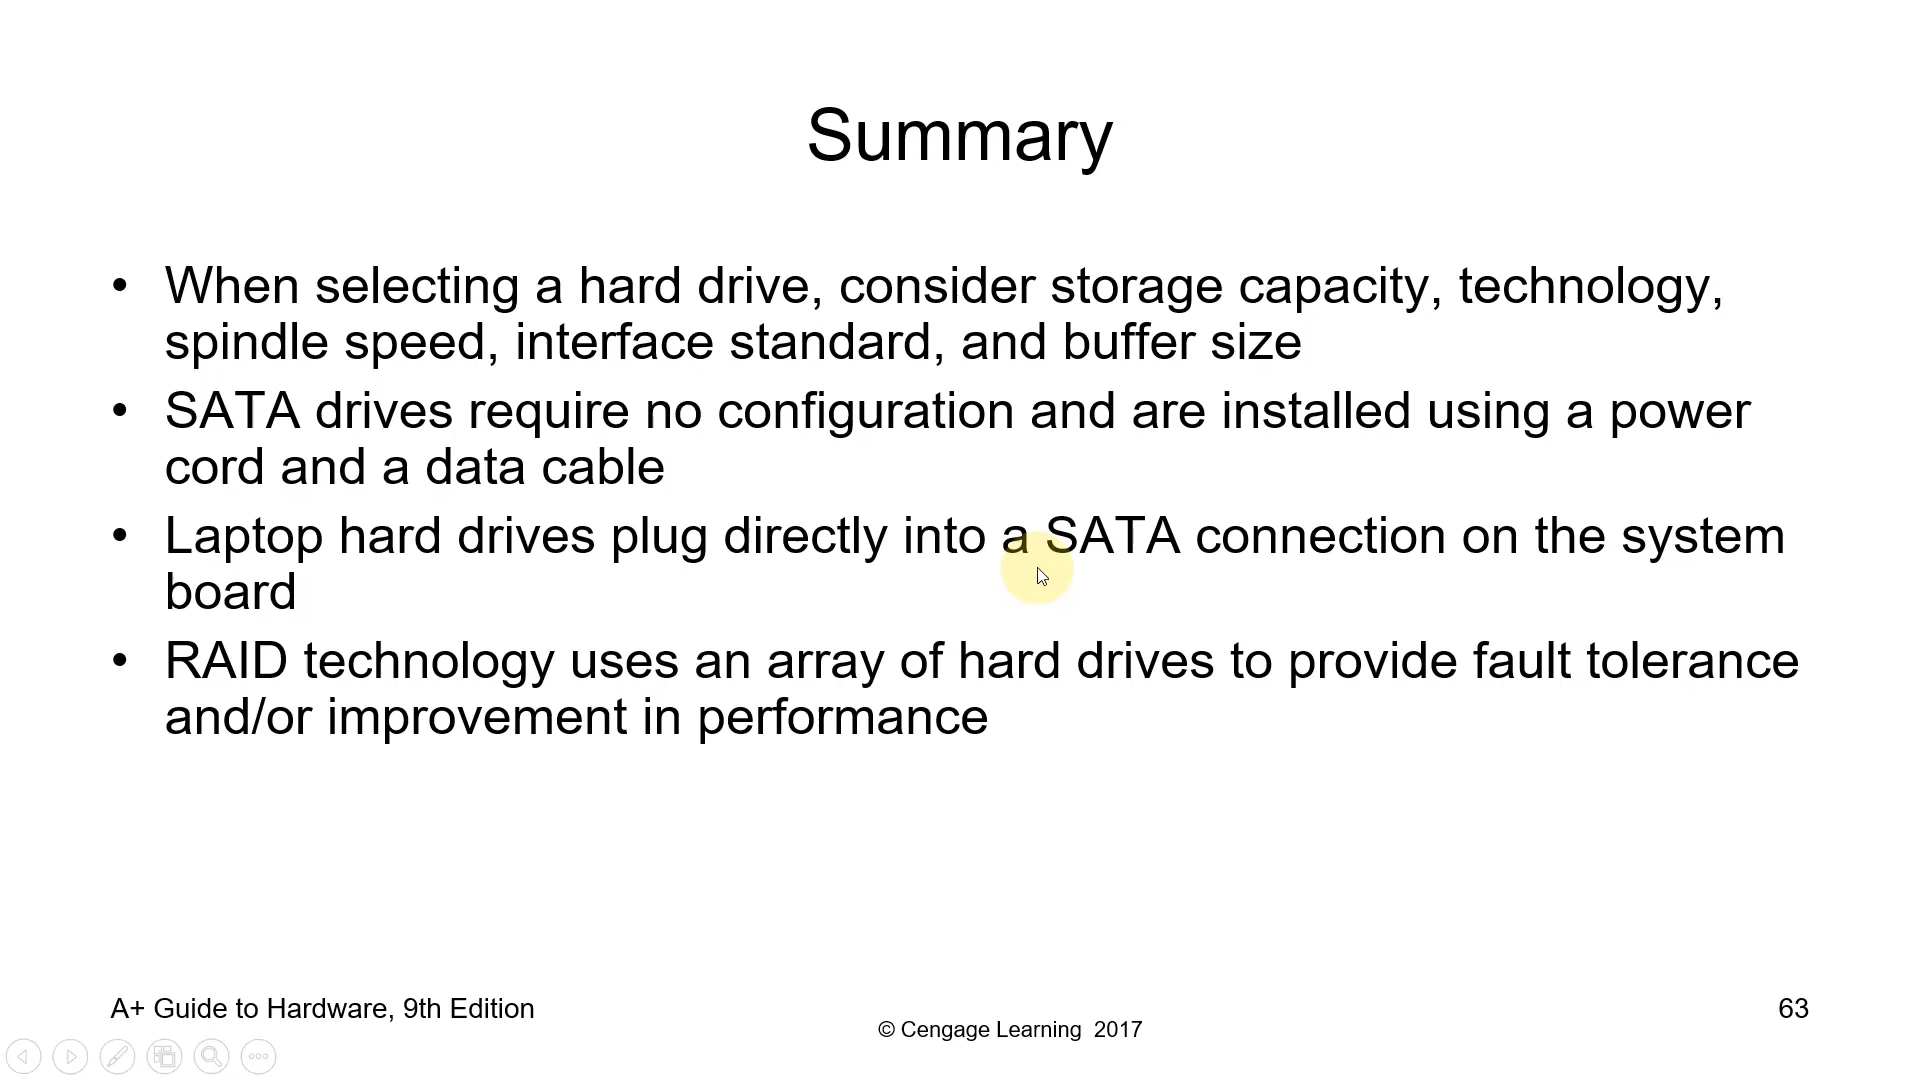 Summary
• When selecting a hard drive, consider storage capacity, technology,
spindle speed, interface standard, and buffer size
• SATA drives require no configuration and are installed using a power
cord and a data cable
• Laptop hard drives plug directly into a SATA connection on the system
board
• RAID technology uses an array of hard drives to provide fault tolerance
and/or improvement in performance
A+ Guide to Hardware, 9th Edition
© Cengage Learning 2017
63